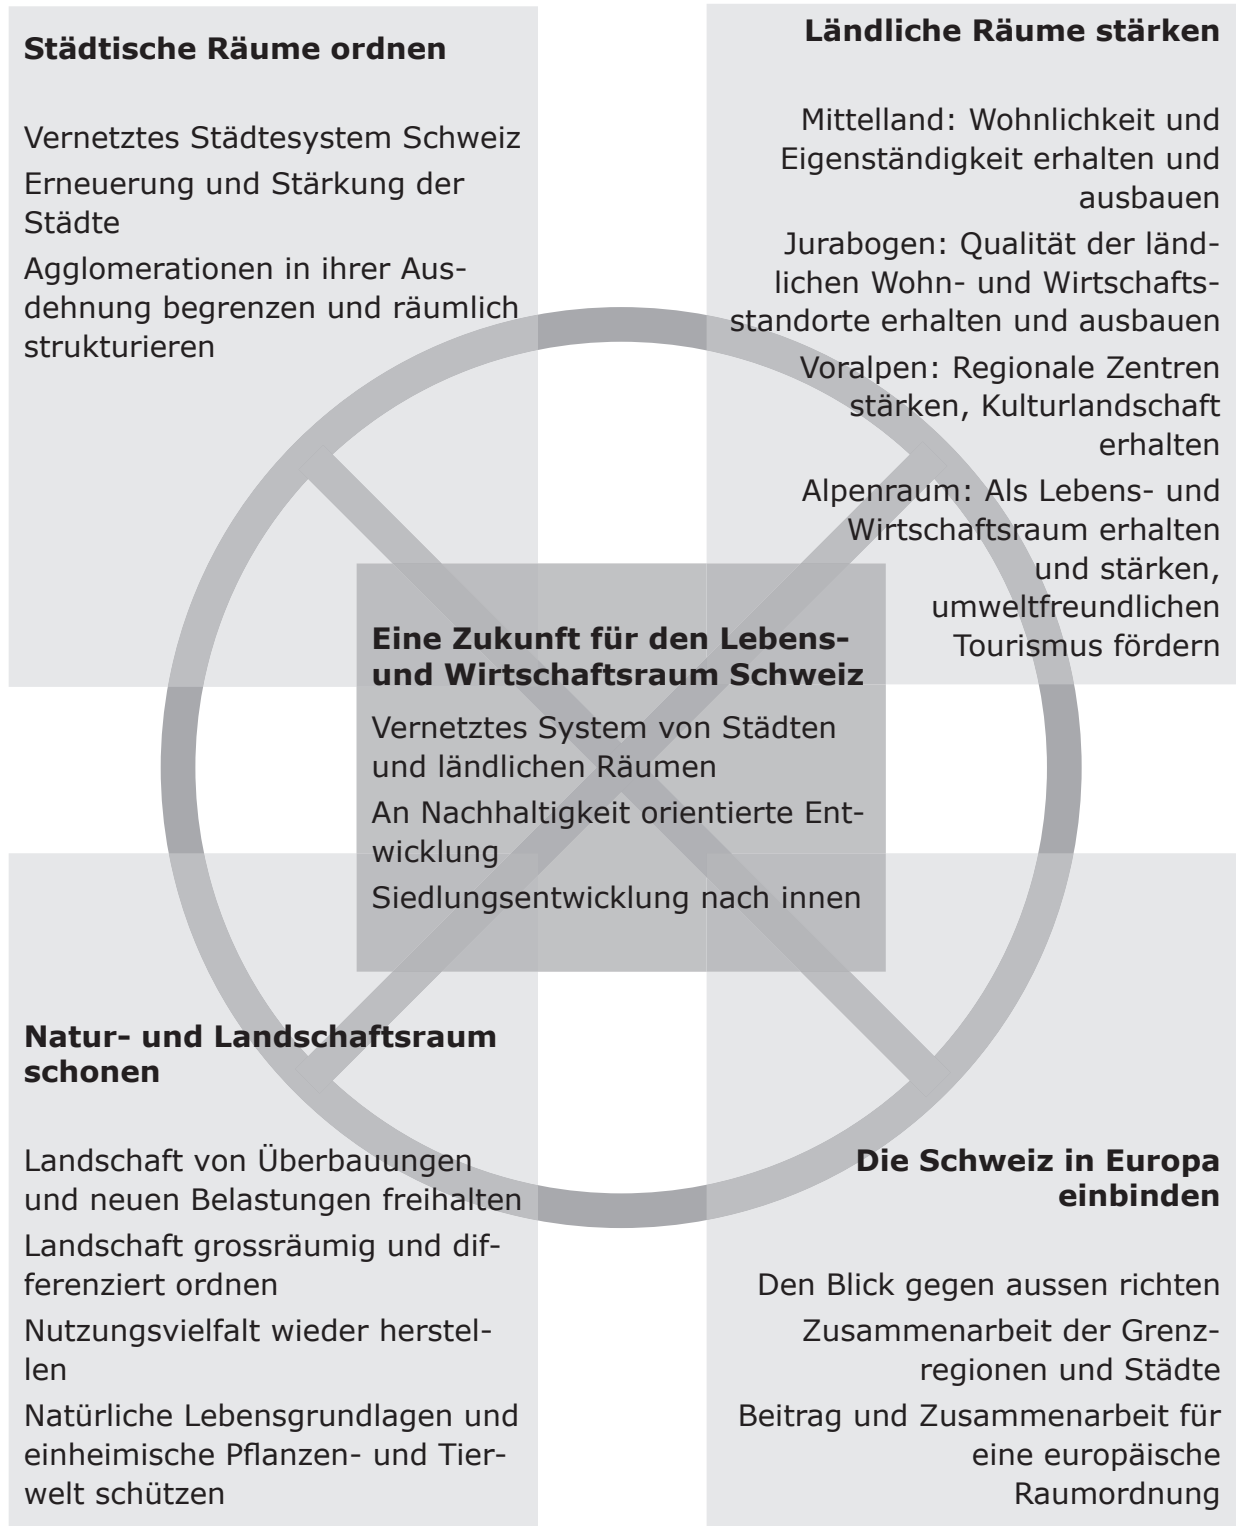 Städtische Räume ordnen
Vernetztes Städtesystem Schweiz
Erneuerung und Stärkung der
Städte
Agglomerationen in ihrer Aus-
dehnung begrenzen und räumlich
strukturieren
Ländliche Räume stärken
Mittelland: Wohnlichkeit und
Eigenständigkeit erhalten und
ausbauen
Jurabogen: Qualität der länd-
lichen Wohn- und Wirtschafts-
standorte erhalten und ausbauen
Voralpen: Regionale Zentren
stärken, Kulturlandschaft
erhalten
Alpenraum: Als Lebens- und
Wirtschaftsraum erhalten
und stärken,
umweltfreundlichen
Tourismus fördern
Eine Zukunft für den Lebens-
und Wirtschaftsraum Schweiz
Vernetztes System von Städten
und ländlichen Räumen
An Nachhaltigkeit orientierte Ent-
wicklung
Siedlungsentwicklung nach innen
Natur- und Landschaftsraum
schonen
Landschaft von Überbauungen
und neuen Belastungen freihalten
Landschaft grossräumig und dif-
ferenziert ordnen
Nutzungsvielfalt wieder herstel-
len
Natürliche Lebensgrundlagen und
einheimische Pflanzen- und Tier-
welt schützen
Die Schweiz in Europa
einbinden
Den Blick gegen aussen richten
Zusammenarbeit der Grenz-
regionen und Städte
Beitrag und Zusammenarbeit für
eine europäische
Raumordnung